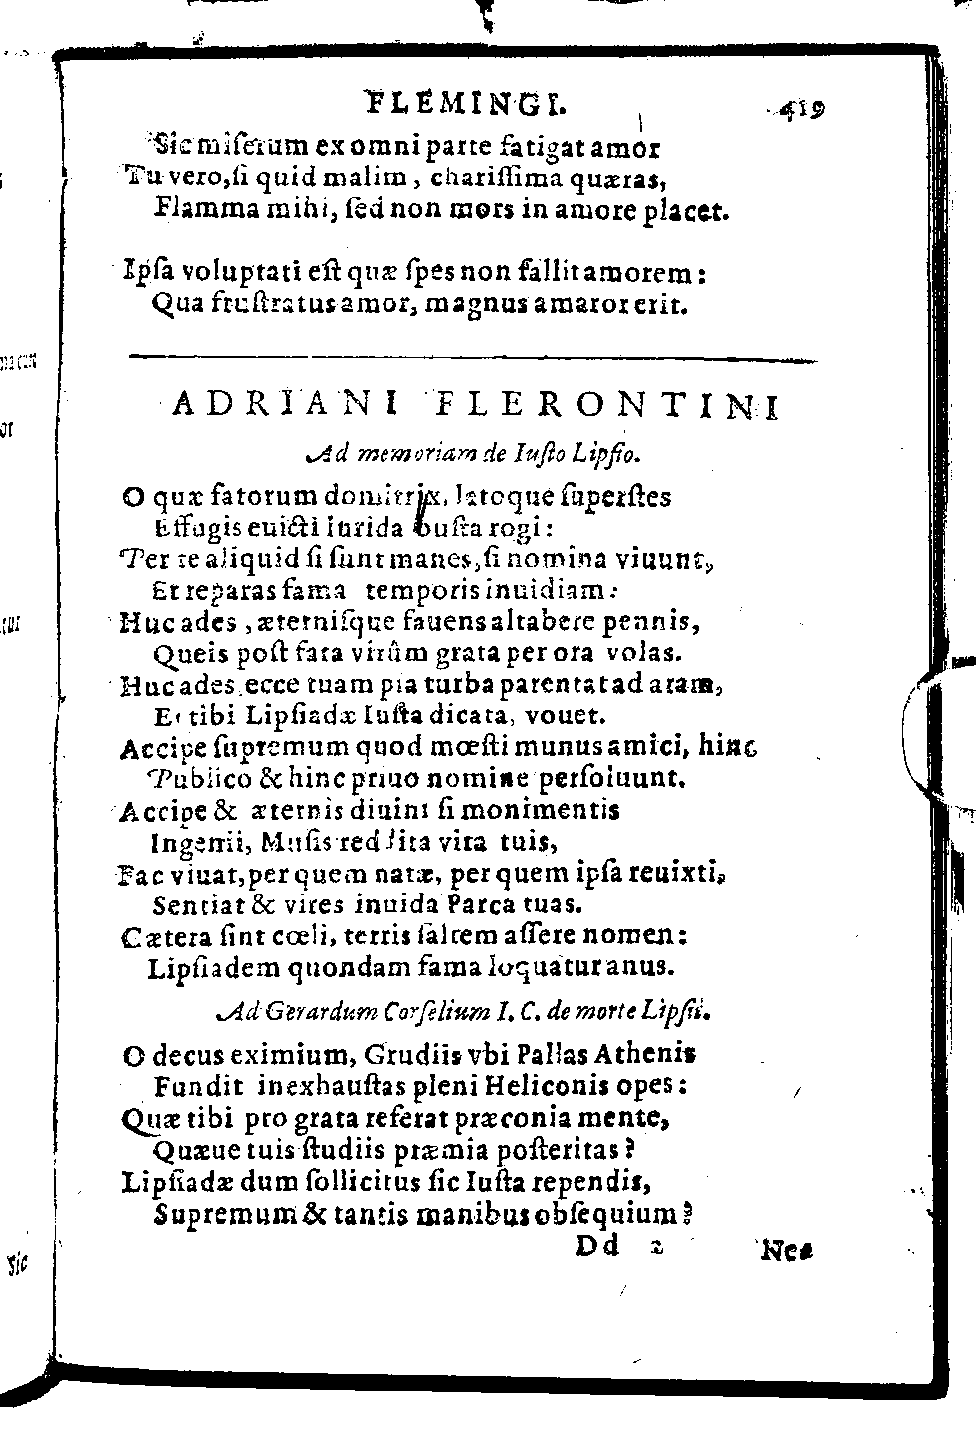 FLEMINGI. 419
Sic miſerum ex omni parte fatigat amor
Tu vero, ſi quid malim, chariſſima quæras,
Flamma mihi, ſed non mors in amore placet.
Ipſa voluptati eſt quæ ſpes non fallit amorem:
Qua fruſtratus amor, magnus amaror erit.
ADRIANI FLERONTINI
Ad memoriam de Iuſto Lipſio.
O quæ fatorum domitrix, letoque ſuperſtes
Effugis euicti lurida buſta rogi:
Per te aliquid ſi ſunt manes, ſi nomina viuunt,
Et reparas fama temporis inuidiam:
Huc ades, æterniſque fauens altabere pennis,
Queis poſt fata virûm grata per ora volas.
Huc ades, ecce tuam pia turba parentat ad aram,
Et tibi Lipſiadæ Iuſta dicata, vouet.
Accipe ſupremum quod mœſti munus amici, hinc
Publico & hinc priuo nomine perſoluunt.
Accipe & æternis diuini ſi monimentis
Ingenii, Muſis reddita vita tuis,
Fac viuat, per quem natæ, per quem ipſa reuixti,
Sentiat & vires inuida Parca tuas.
Cætera ſint cœli, terris ſaltem aſſere nomen:
Lipſiadem quondam fama loquatur anus.
Ad Gerardum Corſelium I. C. de morte Lipſii.
O decus eximium, Grudiis vbi Pallas Athenis
Fundit inexhauſtas pleni Heliconis opes:
Quæ tibi pro grata referat præconia mente,
Quæue tuis ſtudiis præmia poſteritas?
Lipſiadæ dum ſollicitus ſic Iuſta rependis,
Supremum & tantis manibus obſequium?
Dd 2 Nea